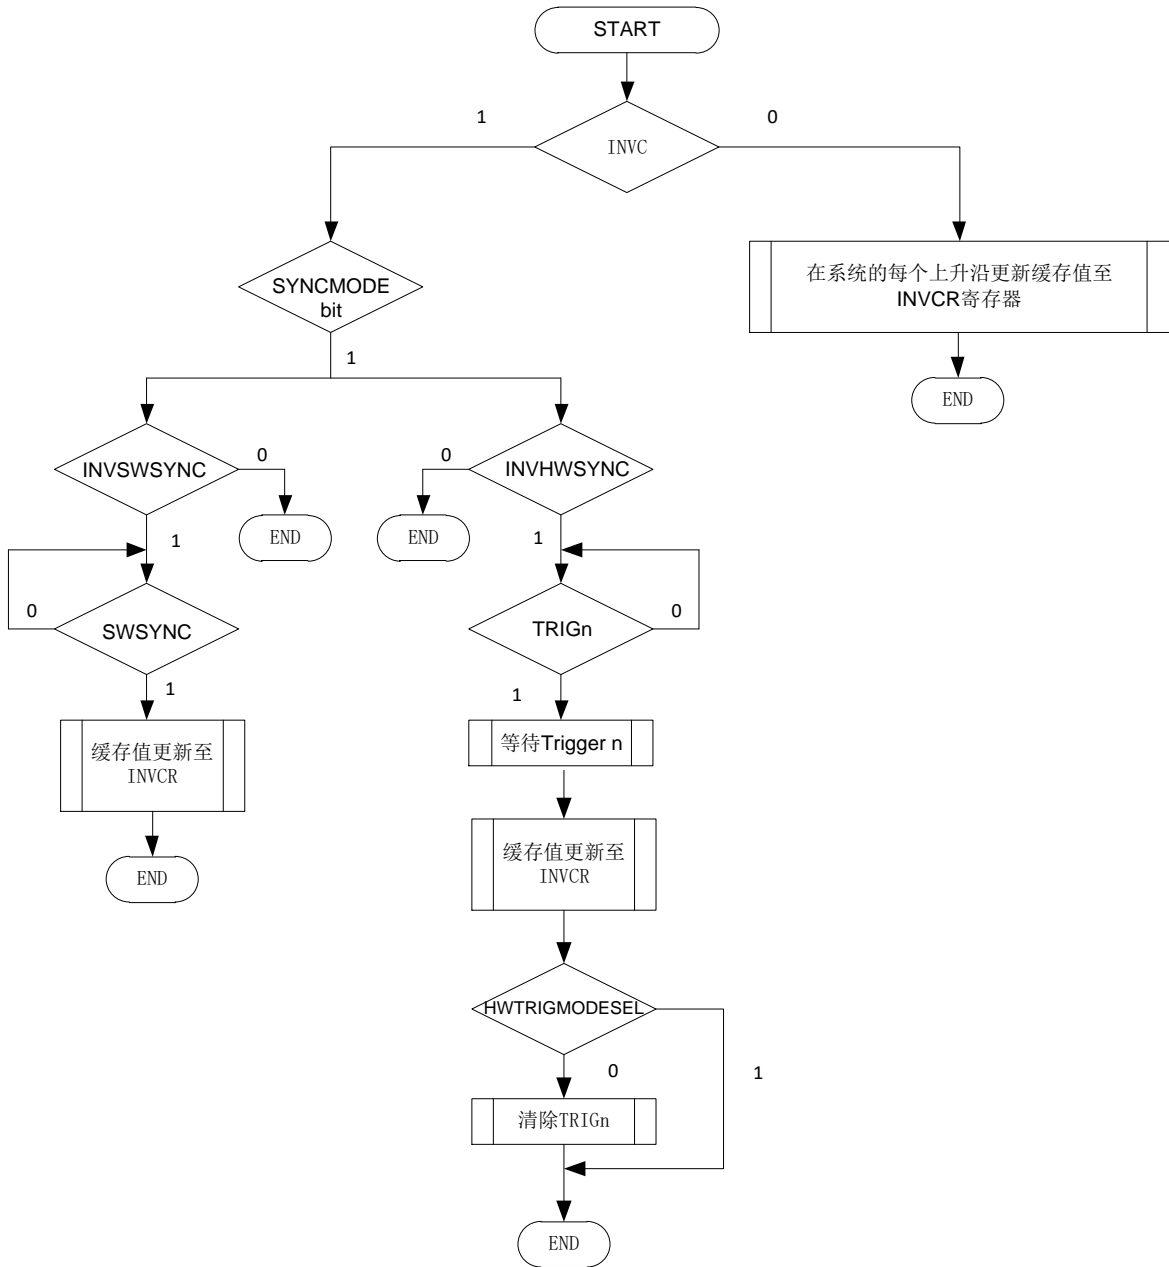 START
1
0
INVC
SYNCMODE
bit
在系统的每个上升沿更新缓存值至
INVCR寄存器
1
END
INVSWSYNC
0
0
INVHWSYNC
END
END
1
1
0
SWSYNC
TRIGn
0
1
1
缓存值更新至
INVCR
等待Trigger n
END
缓存值更新至
INVCR
HWTRIGMODESEL
0
1
清除TRIGn
END